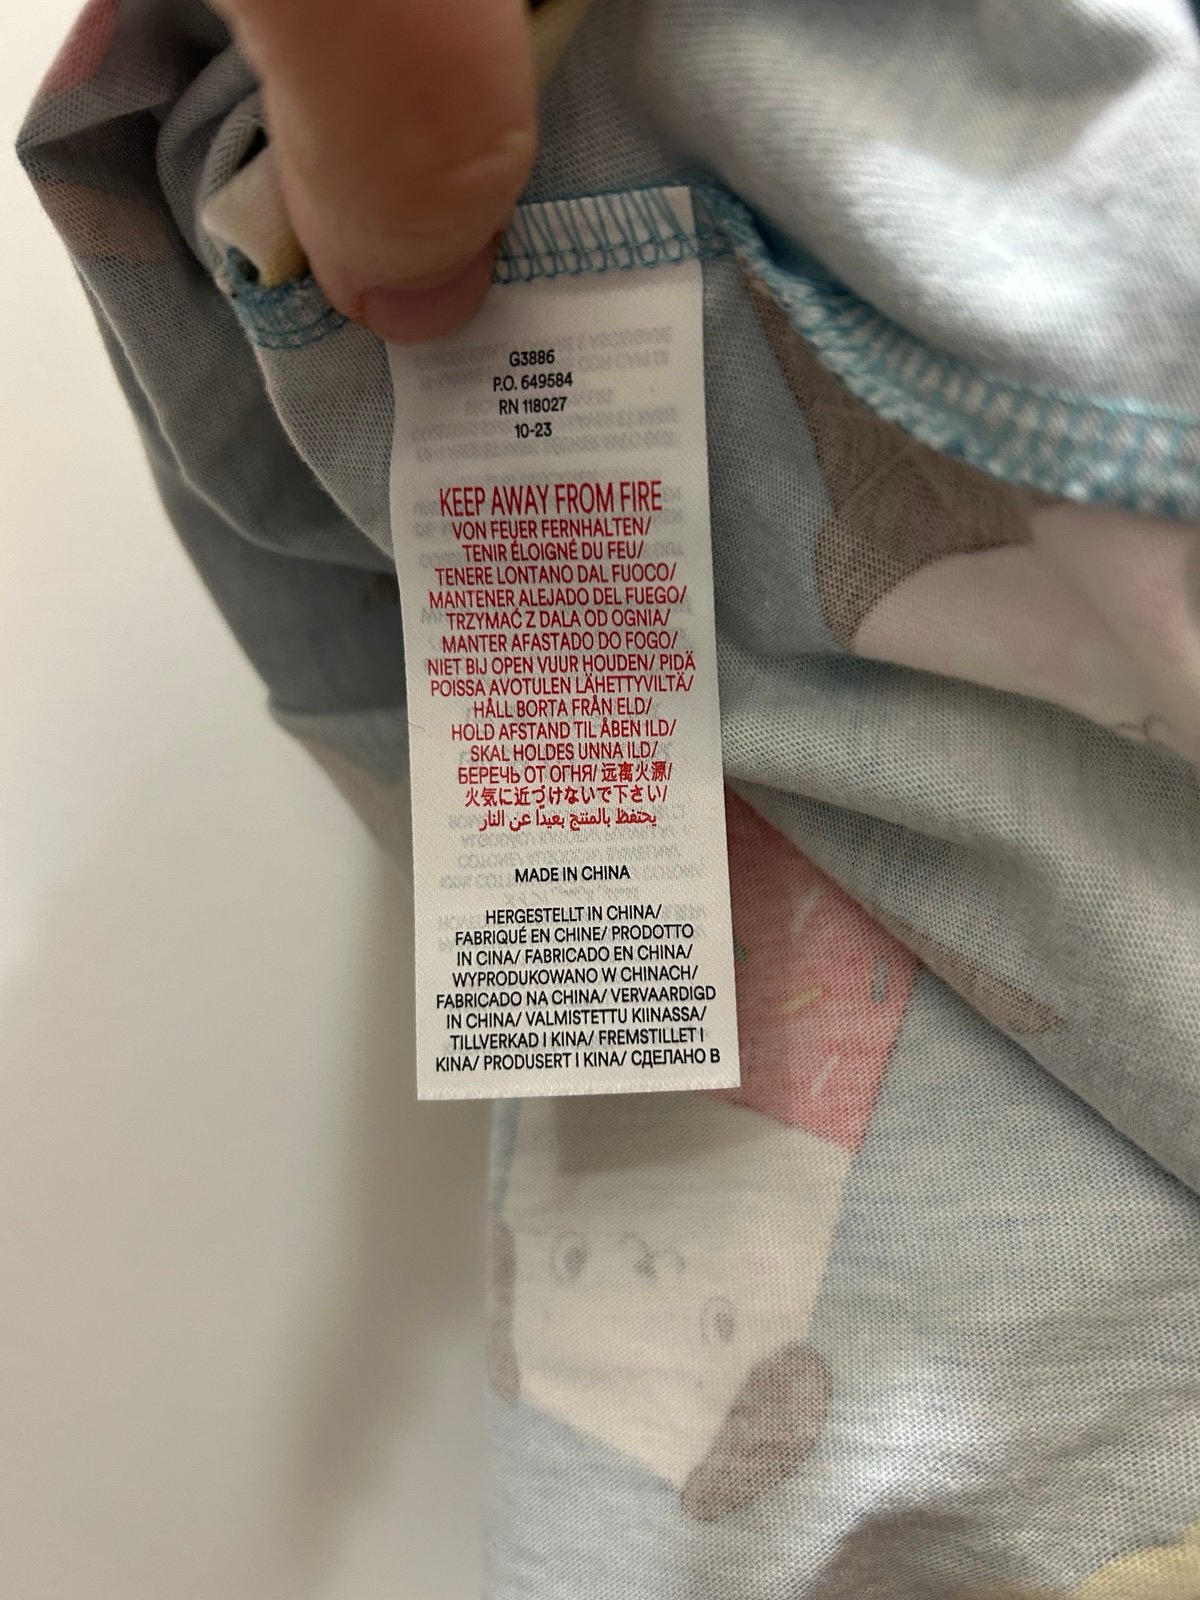 G3886
P.O. 649584
RN 118027
10-23
KEEP AWAY FROM FIRE
VON FEUER FERNHALTEN/
TENIR ÉLOIGNÉ DU FEU/
TENERE LONTANO DAL FUOCO/
MANTENER ALEJADO DEL FUEGO/
TRZYMAĆ Z DALA OD OGNIA/
MANTER AFASTADO DO FOGO/
NIET BIJ OPEN VUUR HOUDEN/ PIDÄ
POISSA AVOTULEN LÄHETTYVILTÄ/
HÅLL BORTA FRÅN ELD/
HOLD AFSTAND TIL ÅBEN ILD/
SKAL HOLDES UNNA ILD/
БЕРЕЧЬ ОТ ОГНЯ/ 远离火源/
火気に近づけないで下さい/
يحتفظ بالمنتج بعيدًا عن النار
MADE IN CHINA
HERGESTELLT IN CHINA/
FABRIQUÉ EN CHINE/ PRODOTTO
IN CINA/ FABRICADO EN CHINA/
WYPRODUKOWANO W CHINACH/
FABRICADO NA CHINA/ VERVAARDIGD
IN CHINA/ VALMISTETTU KIINASSA/
TILLVERKAD I KINA/ FREMSTILLET I
KINA/ PRODUSERT I KINA/ СДЕЛАНО В